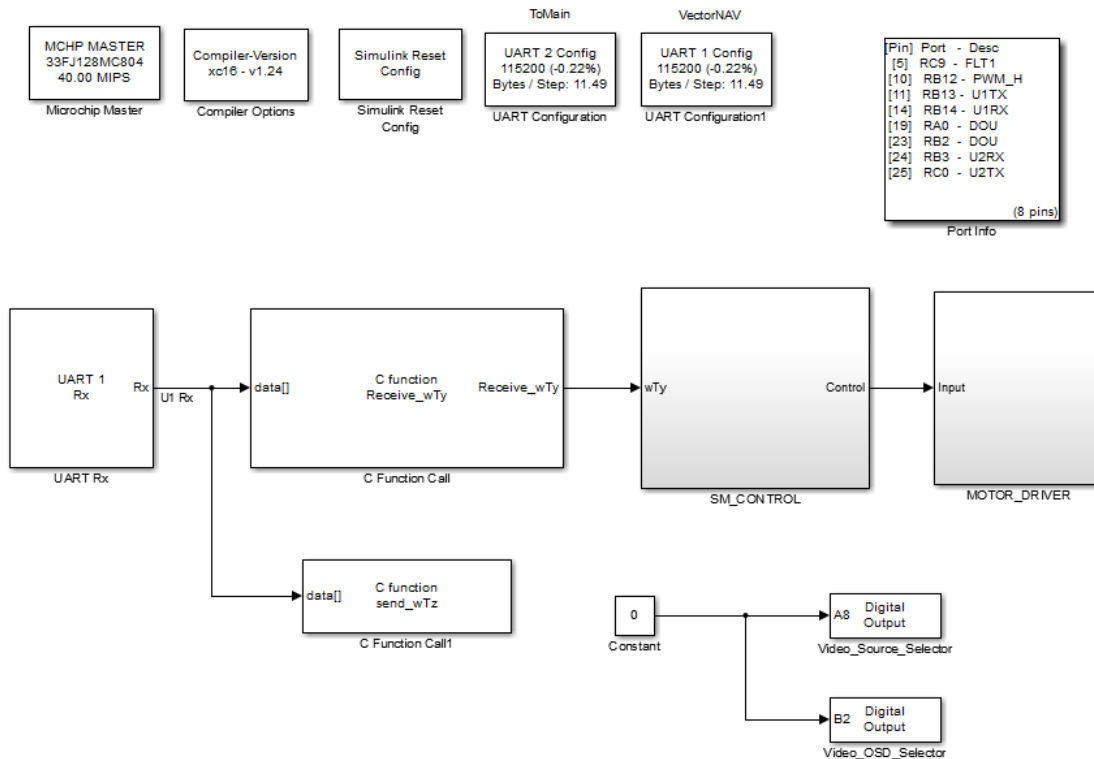 ToMain
VectorNAV
MCHP MASTER
33FJ128MC804
40.00 MIPS
Microchip Master
Compiler-Version
xc16 - v1.24
Compiler Options
Simulink Reset
Config
Simulink Reset
Config
UART 2 Config
115200 (-0.22%)
Bytes / Step: 11.49
UART Configuration
UART 1 Config
115200 (-0.22%)
Bytes / Step: 11.49
UART Configuration1
[Pin] Port - Desc
[5] RC9 - FLT1
[10] RB12 - PWM_H
[11] RB13 - U1TX
[14] RB14 - U1RX
[19] RA0 - DOU
[23] RB2 - DOU
[24] RB3 - U2RX
[25] RC0 - U2TX
(8 pins)
Port Info
UART 1
Rx
Rx
U1 Rx
UART Rx
data[]
C function
Receive_wTy
Receive_wTy
C Function Call
wTy
Control
SM_CONTROL
Input
MOTOR_DRIVER
data[]
C function
send_wTz
C Function Call1
0
Constant
A8
Digital
Output
Video_Source_Selector
B2
Digital
Output
Video_OSD_Selector